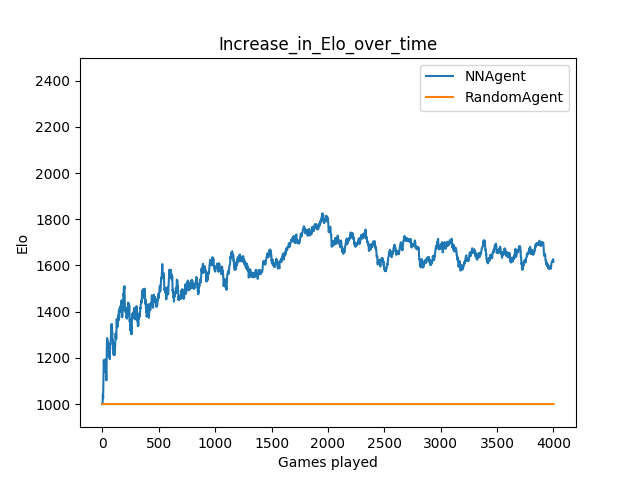 Increase_in_Elo_over_time
NNAgent
RandomAgent
2400
2200
2000
1800
1600
1400
1200
1000
Elo
0 500 1000 1500 2000 2500 3000 3500 4000
Games played